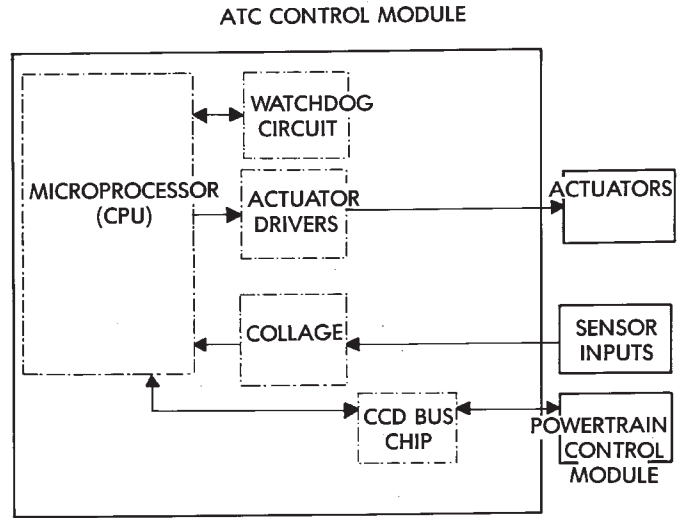 ATC CONTROL MODULE
WATCHDOG
CIRCUIT
MICROPROCESSOR
(CPU)
ACTUATOR
DRIVERS
ACTUATORS
COLLAGE
SENSOR
INPUTS
CCD BUS
CHIP
POWERTRAIN
CONTROL
MODULE